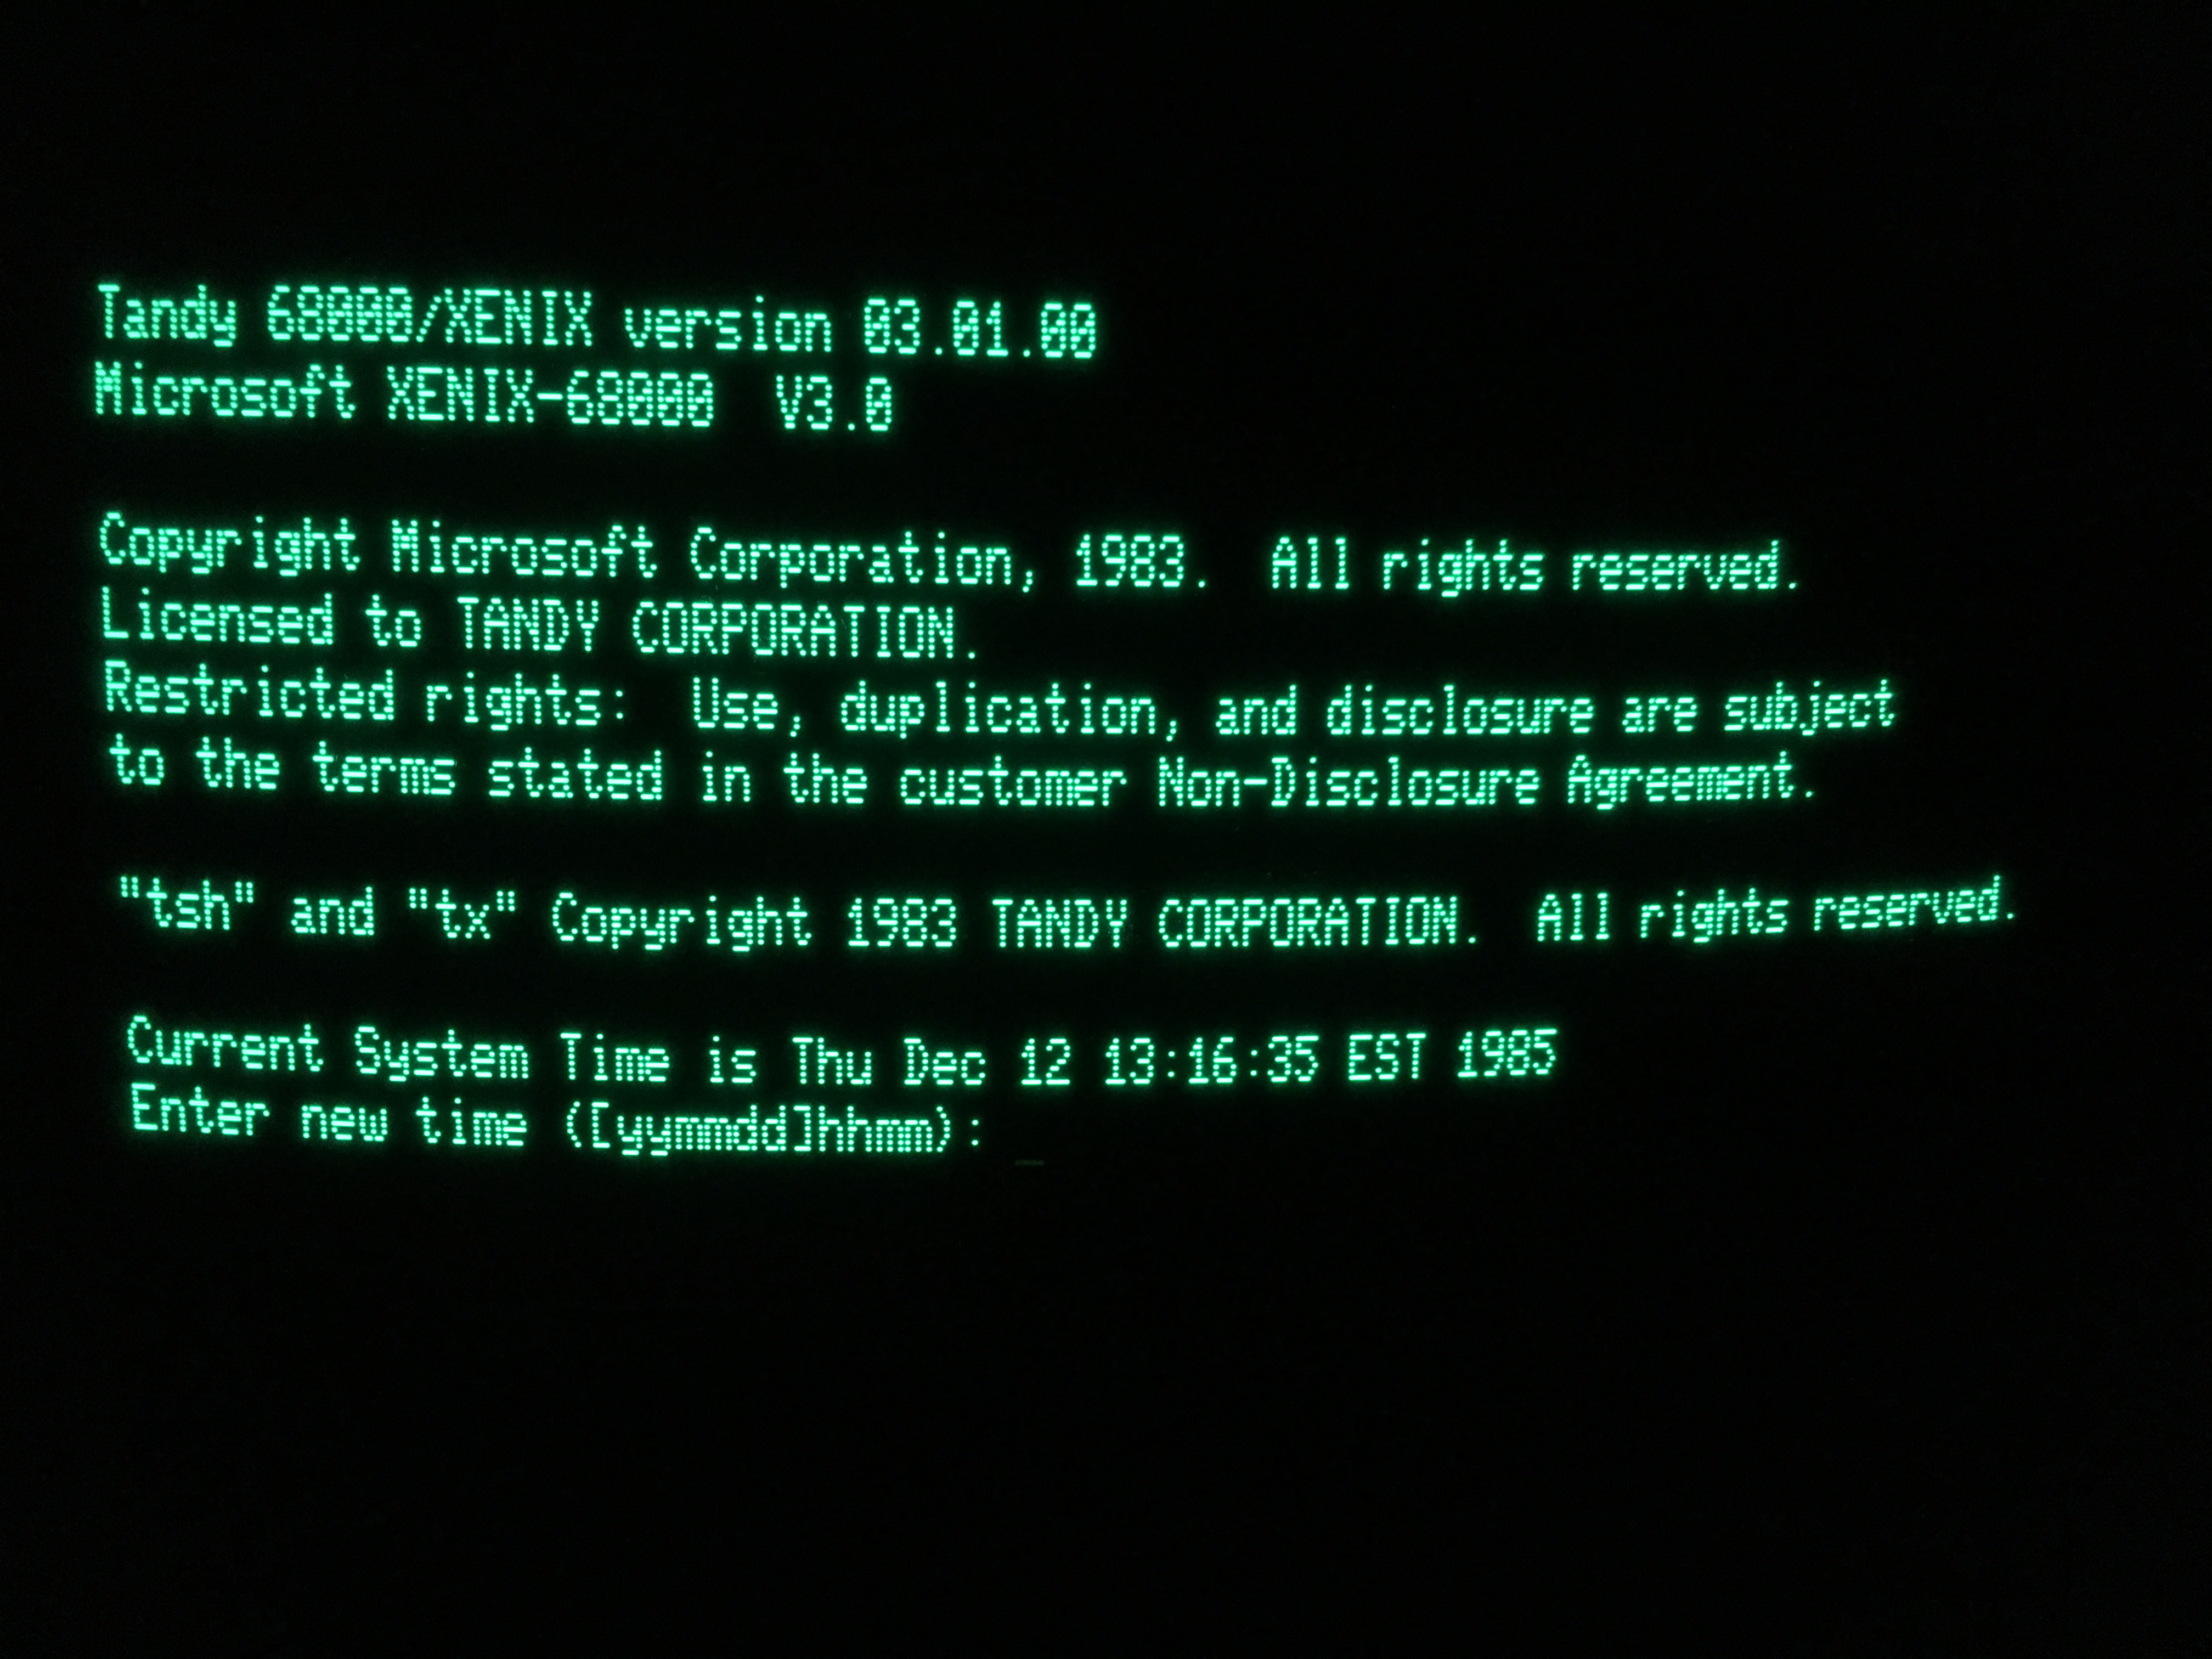 Tandy 68000/XENIX version 03.01.00
Microsoft XENIX-68000  V3.0
Copyright Microsoft Corporation, 1983.  All rights reserved.
Licensed to TANDY CORPORATION.
Restricted rights:  Use, duplication, and disclosure are subject
to the terms stated in the customer Non-Disclosure Agreement.
"tsh" and "tx" Copyright 1983 TANDY CORPORATION.  All rights reserved.
Current System Time is Thu Dec 12 13:16:35 EST 1985
Enter new time ([yymmdd]hhmm): _